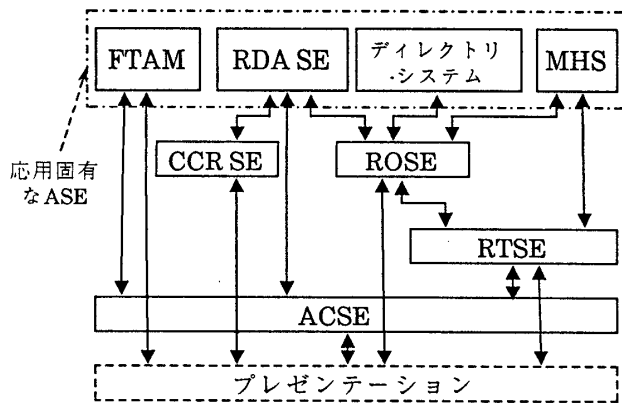 FTAM
RDA SE
ディレクトリ
・システム
MHS
応用固有
なASE
CCR SE
ROSE
RTSE
ACSE
プレゼンテーション